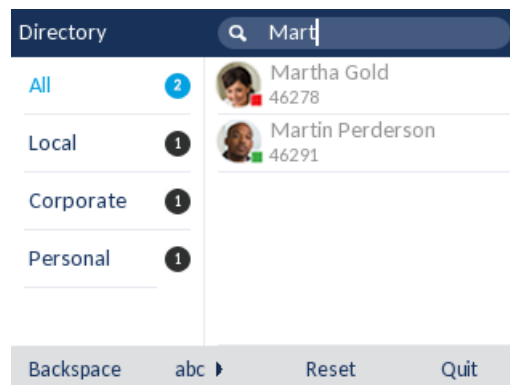 Directory
Mart
All 2
Local 1
Corporate 1
Personal 1
Martha Gold
46278
Martin Perderson
46291
Backspace abc Reset Quit